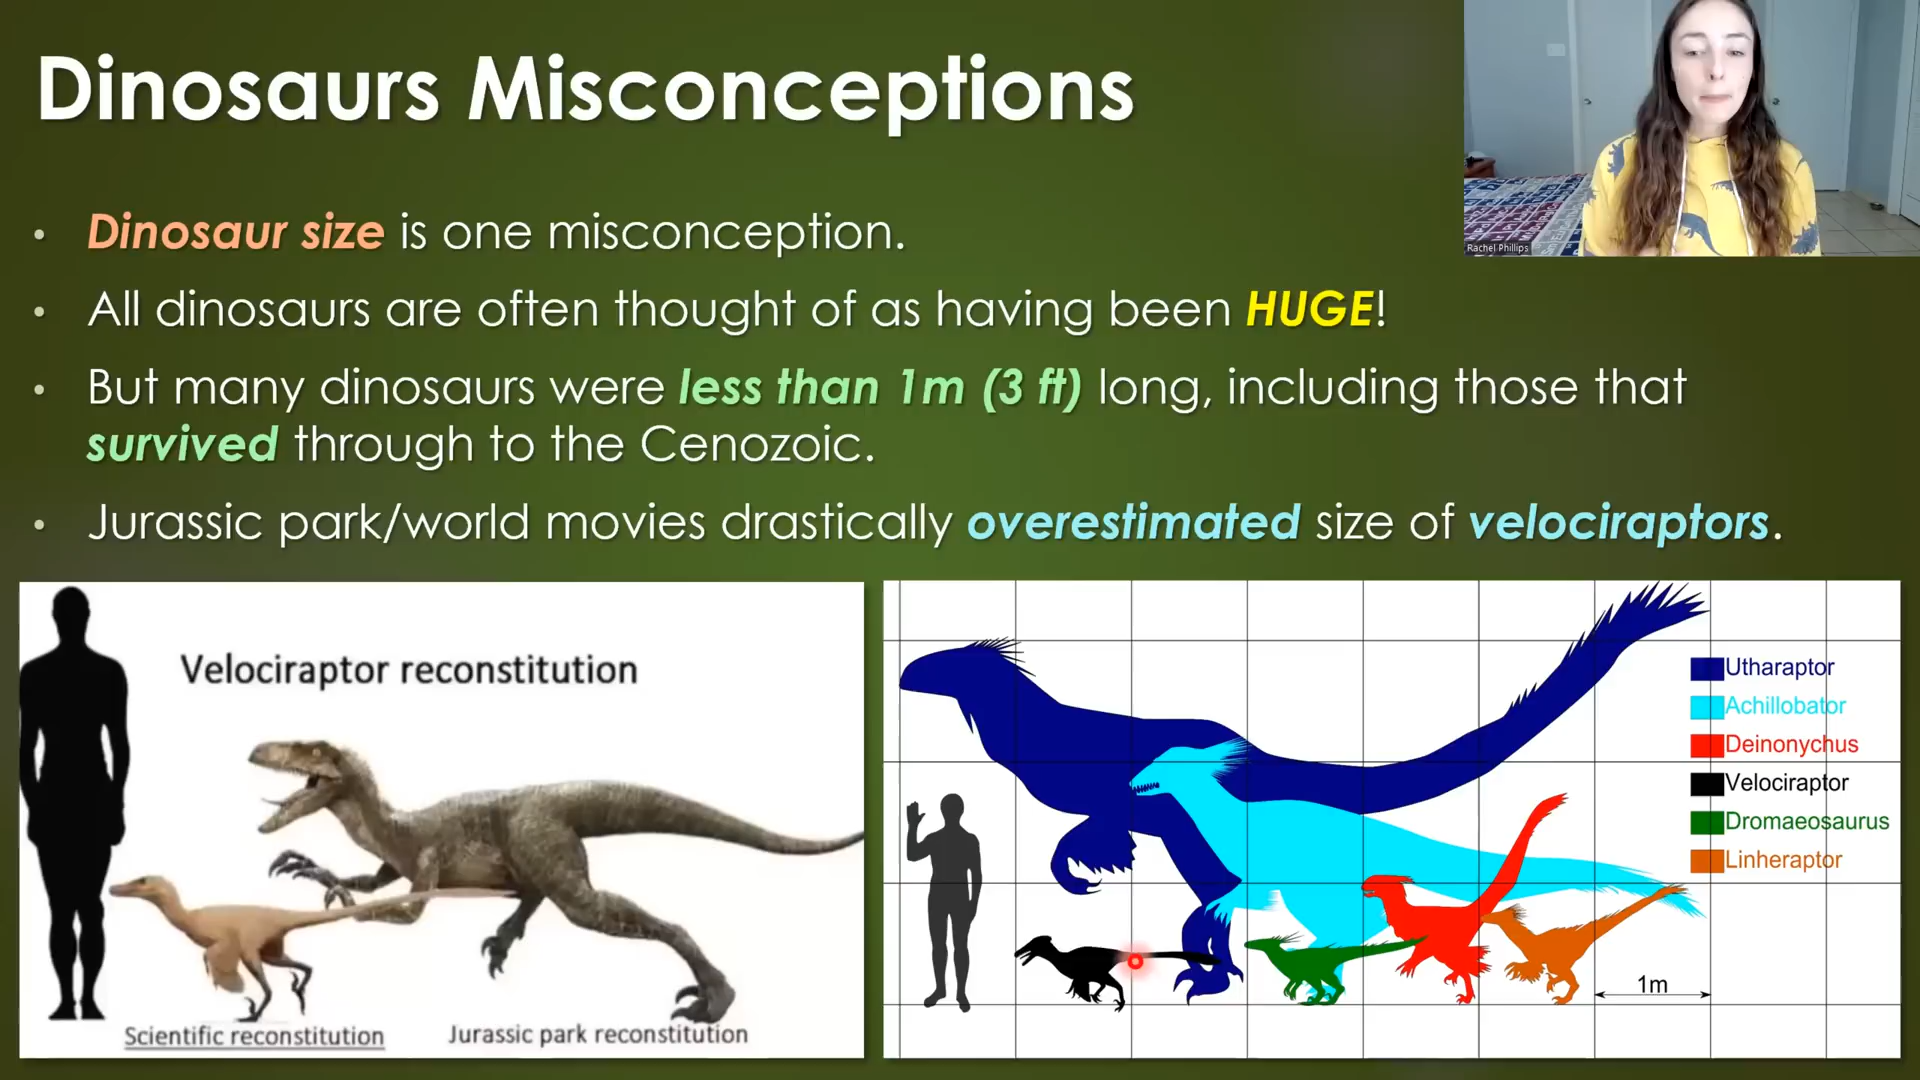 Dinosaurs Misconceptions
Rachel Phillips
• Dinosaur size is one misconception.
• All dinosaurs are often thought of as having been HUGE!
• But many dinosaurs were less than 1m (3 ft) long, including those that
survived through to the Cenozoic.
• Jurassic park/world movies drastically overestimated size of velociraptors.
Velociraptor reconstitution
Scientific reconstitution
Jurassic park reconstitution
Utharaptor
Achillobator
Deinonychus
Velociraptor
Dromaeosaurus
Linheraptor
1m